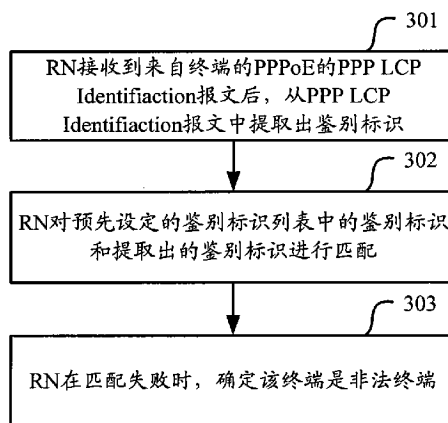 301
RN接收到来自终端的PPPoE的PPP LCP
Identifiaction报文后，从PPP LCP
Identifiaction报文中提取出鉴别标识
302
RN对预先设定的鉴别标识列表中的鉴别标识
和提取出的鉴别标识进行匹配
303
RN在匹配失败时，确定该终端是非法终端